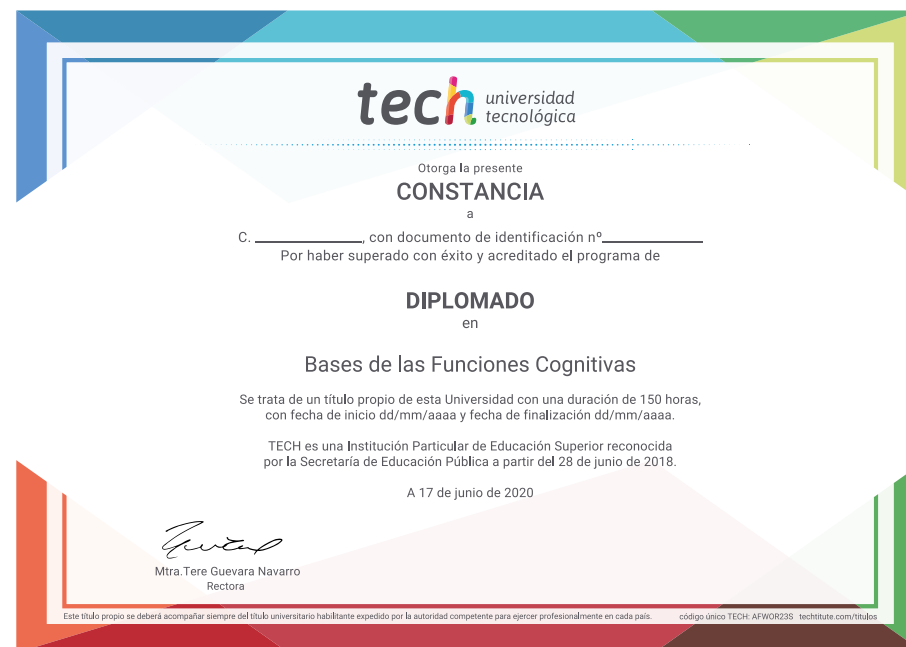 tech universidad
tecnológica
Otorga la presente
CONSTANCIA
a
C. ____________, con documento de identificación nº____________
Por haber superado con éxito y acreditado el programa de
DIPLOMADO
en
Bases de las Funciones Cognitivas
Se trata de un título propio de esta Universidad con una duración de 150 horas,
con fecha de inicio dd/mm/aaaa y fecha de finalización dd/mm/aaaa.
TECH es una Institución Particular de Educación Superior reconocida
por la Secretaría de Educación Pública a partir del 28 de junio de 2018.
A 17 de junio de 2020
Mtra.Tere Guevara Navarro
Rectora
Este título propio se deberá acompañar siempre del título universitario habilitante expedido por la autoridad competente para ejercer profesionalmente en cada país. código único TECH: AFWOR23S techtitute.com/titulos